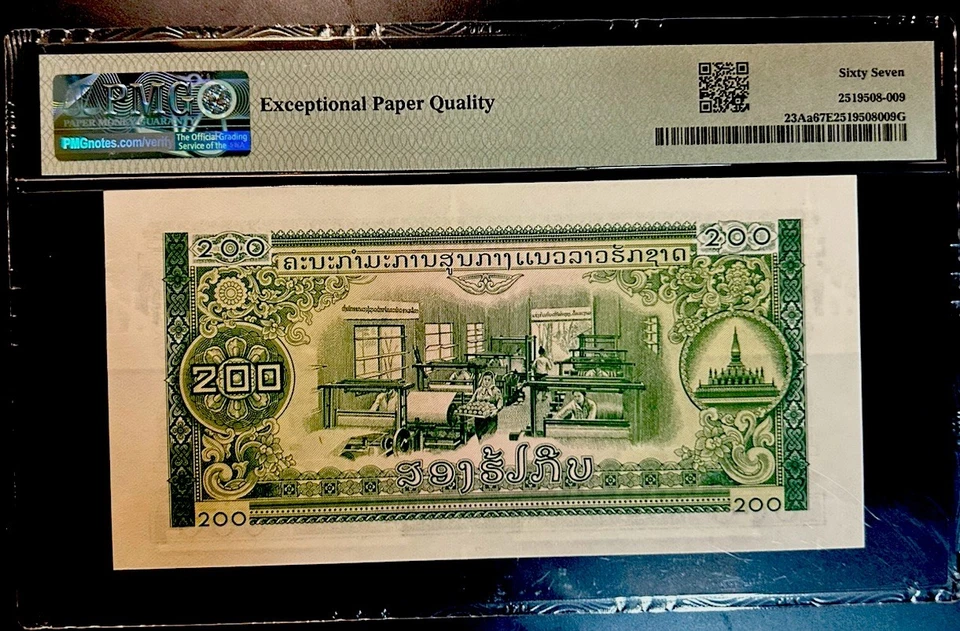 PMG
PAPER MONEY GUARANTY
PMGnotes.com/verify
The Official Grading
Service of the
Exceptional Paper Quality
Sixty Seven
2519508-009
23Aa67E2519508009G
200
200
ຄະນະກຳມະການສູນກາງແນວລາວຮັກຊາດ
200
ສອງຮ້ຽກີບ
200
200